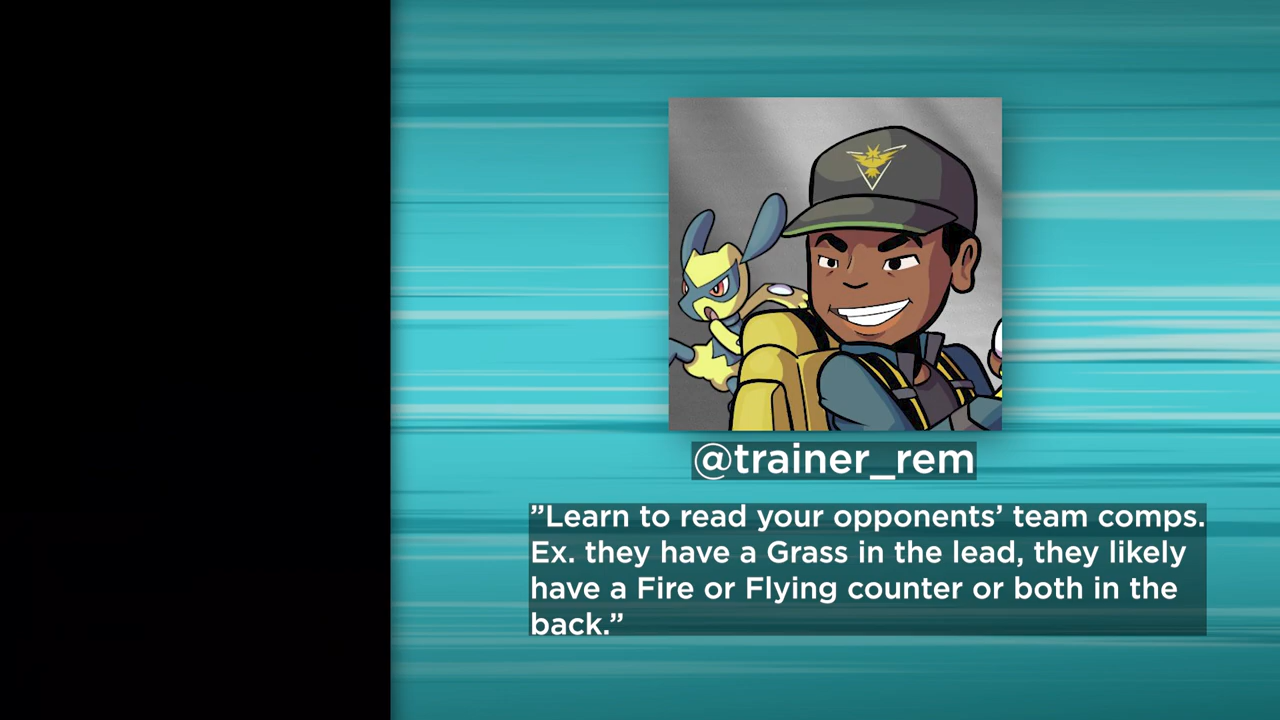 @trainer_rem
”Learn to read your opponents’ team comps.
Ex. they have a Grass in the lead, they likely
have a Fire or Flying counter or both in the
back.”